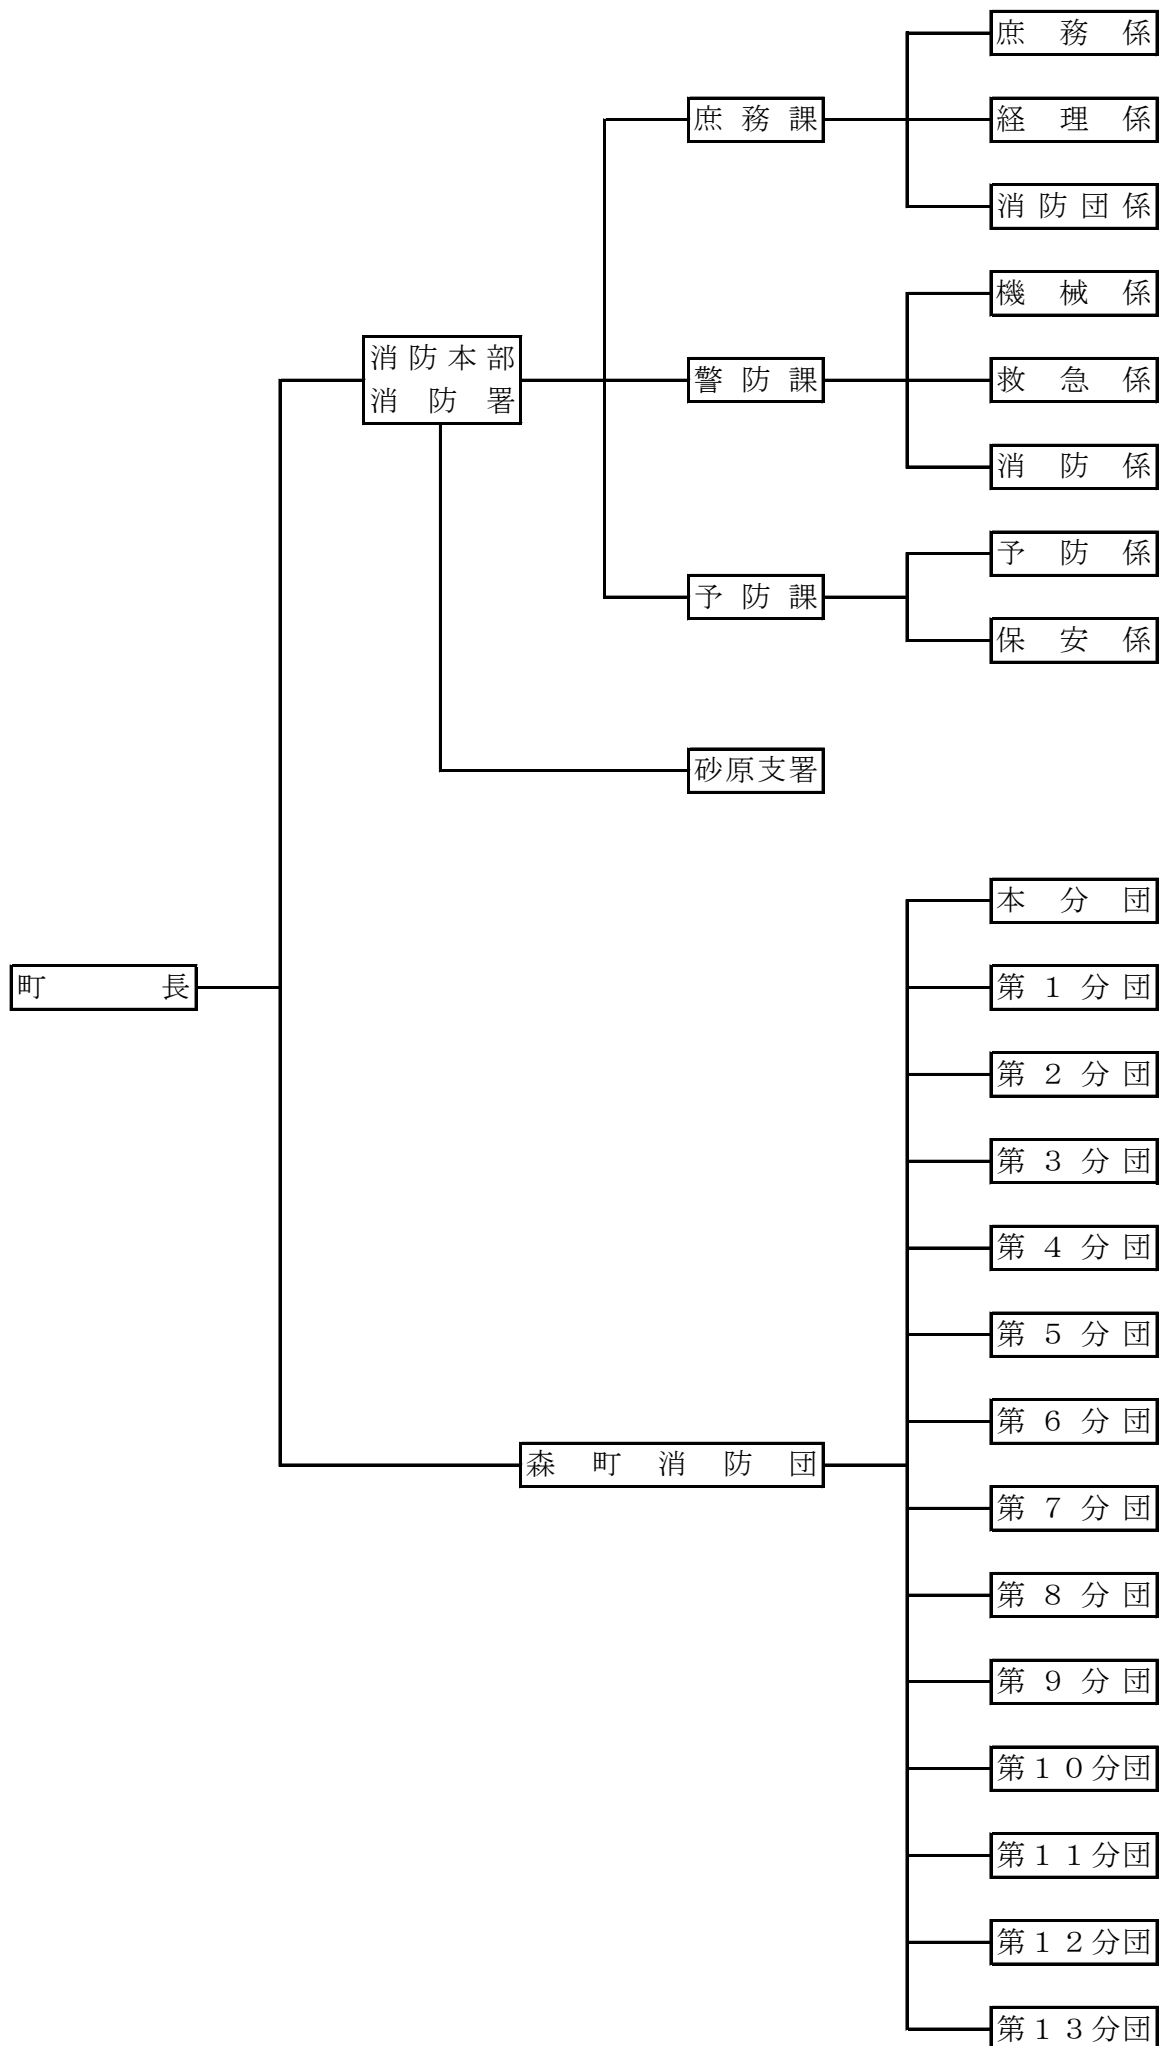 庶務係
庶務課
経理係
消防団係
機械係
消防本部
消防署
警防課
救急係
消防係
予防係
予防課
保安係
砂原支署
本分団
町長
第１分団
第２分団
第３分団
第４分団
第５分団
第６分団
森町消防団
第７分団
第８分団
第９分団
第１０分団
第１１分団
第１２分団
第１３分団